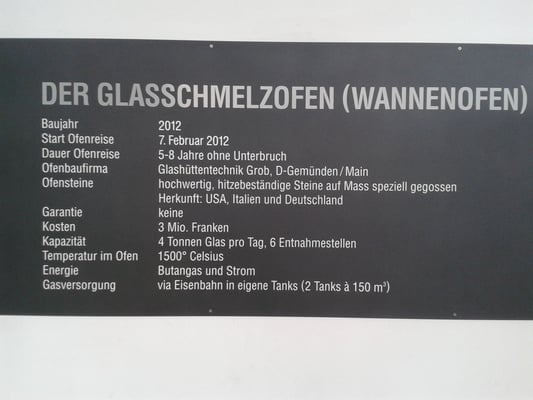 DER GLASSCHMELZOFEN (WANNENOFEN)
Baujahr 2012
Start Ofenreise 7. Februar 2012
Dauer Ofenreise 5-8 Jahre ohne Unterbruch
Ofenbaufirma Glashüttentechnik Grob, D-Gemünden/Main
Ofensteine hochwertig, hitzebeständige Steine auf Mass speziell gegossen
Herkunft: USA, Italien und Deutschland
Garantie keine
Kosten 3 Mio. Franken
Kapazität 4 Tonnen Glas pro Tag, 6 Entnahmestellen
Temperatur im Ofen 1500° Celsius
Energie Butangas und Strom
Gasversorgung via Eisenbahn in eigene Tanks (2 Tanks à 150 m³)